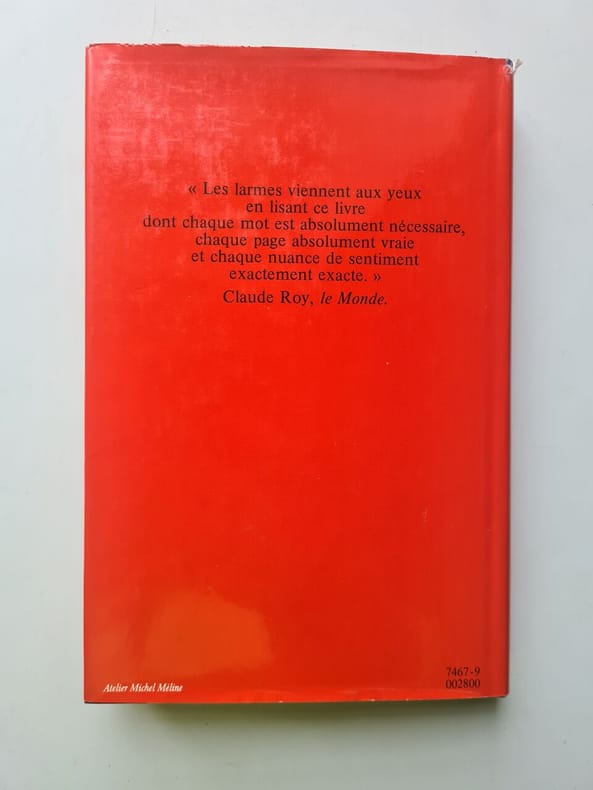 « Les larmes viennent aux yeux
en lisant ce livre
dont chaque mot est absolument nécessaire,
chaque page absolument vraie
et chaque nuance de sentiment
exactement exacte. »
Claude Roy, le Monde.
7467-9
002800
Atelier Michel Méline